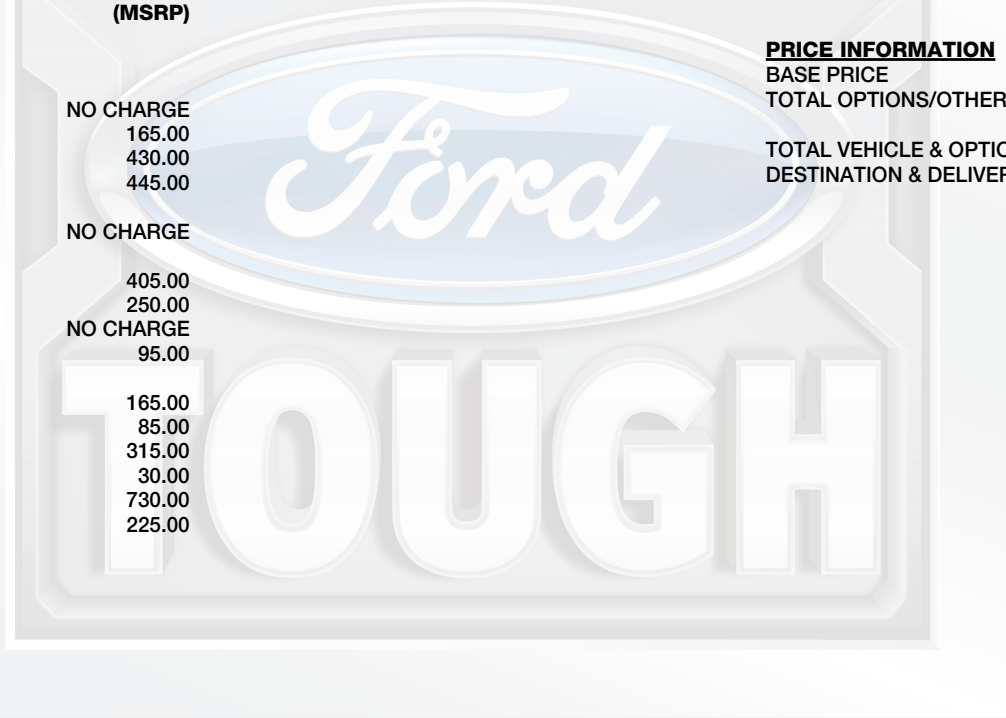 (MSRP)
NO CHARGE
165.00
430.00
445.00
NO CHARGE
405.00
250.00
NO CHARGE
95.00
165.00
85.00
315.00
30.00
730.00
225.00
PRICE INFORMATION
BASE PRICE
TOTAL OPTIONS/OTHER
TOTAL VEHICLE & OPTIO
DESTINATION & DELIVER
Ford
TOUGH